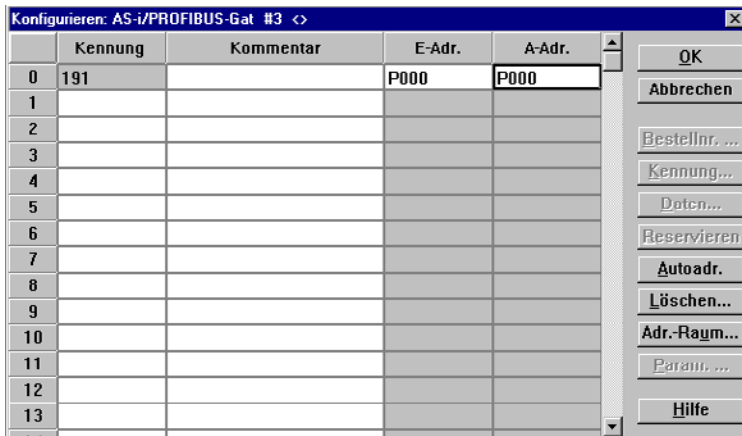 Konfigurieren: AS-i/PROFIBUS-Gat #3 <>
Kennung Kommentar E-Adr. A-Adr.
0 191 P000 P000
1
2
3
4
5
6
7
8
9
10
11
12
13
OK
Abbrechen
Bestellnr. ...
Kennung...
Daten...
Reservieren
Autoadr.
Löschen...
Adr.-Raum...
Param. ...
Hilfe